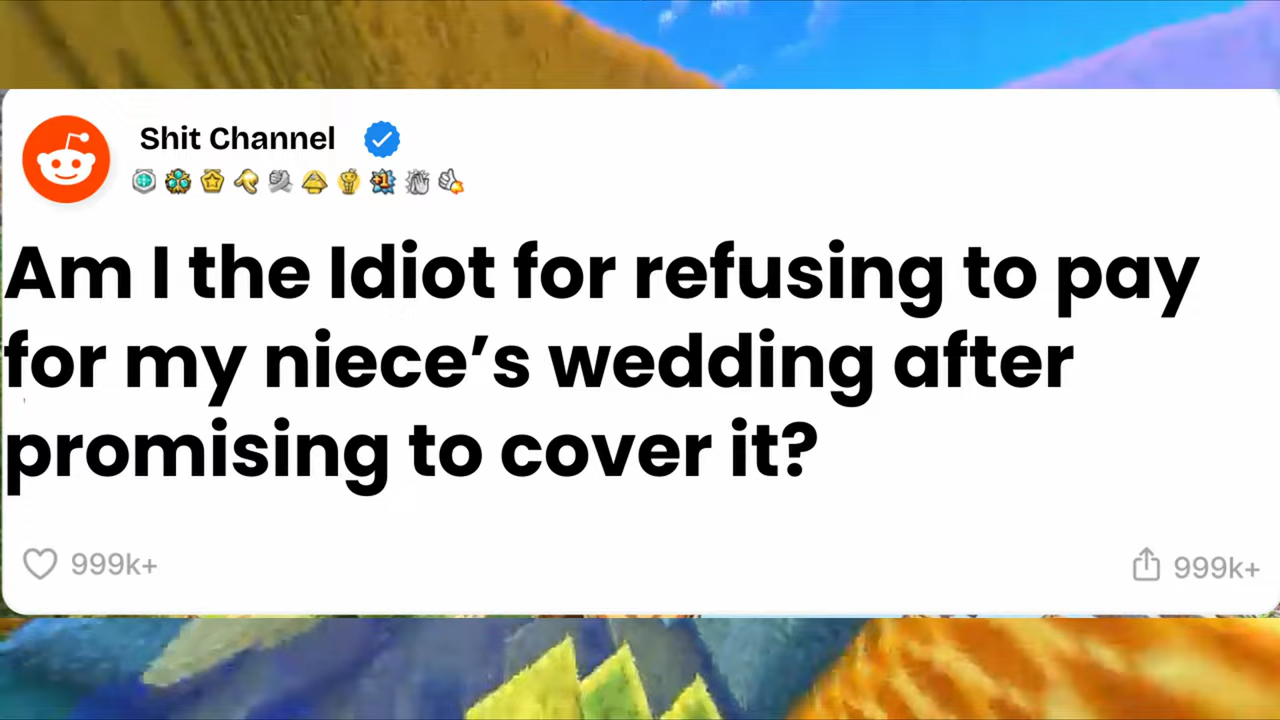 Shit Channel
Am I the Idiot for refusing to pay
for my niece’s wedding after
promising to cover it?
999k+
999k+